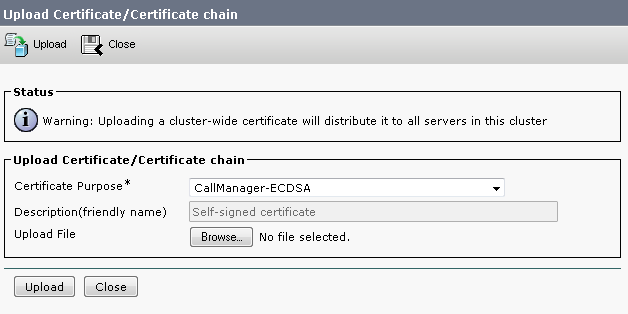 Upload Certificate/Certificate chain
Upload Close
Status
Warning: Uploading a cluster-wide certificate will distribute it to all servers in this cluster
Upload Certificate/Certificate chain
Certificate Purpose* CallManager-ECDSA
Description(friendly name) Self-signed certificate
Upload File Browse... No file selected.
Upload Close